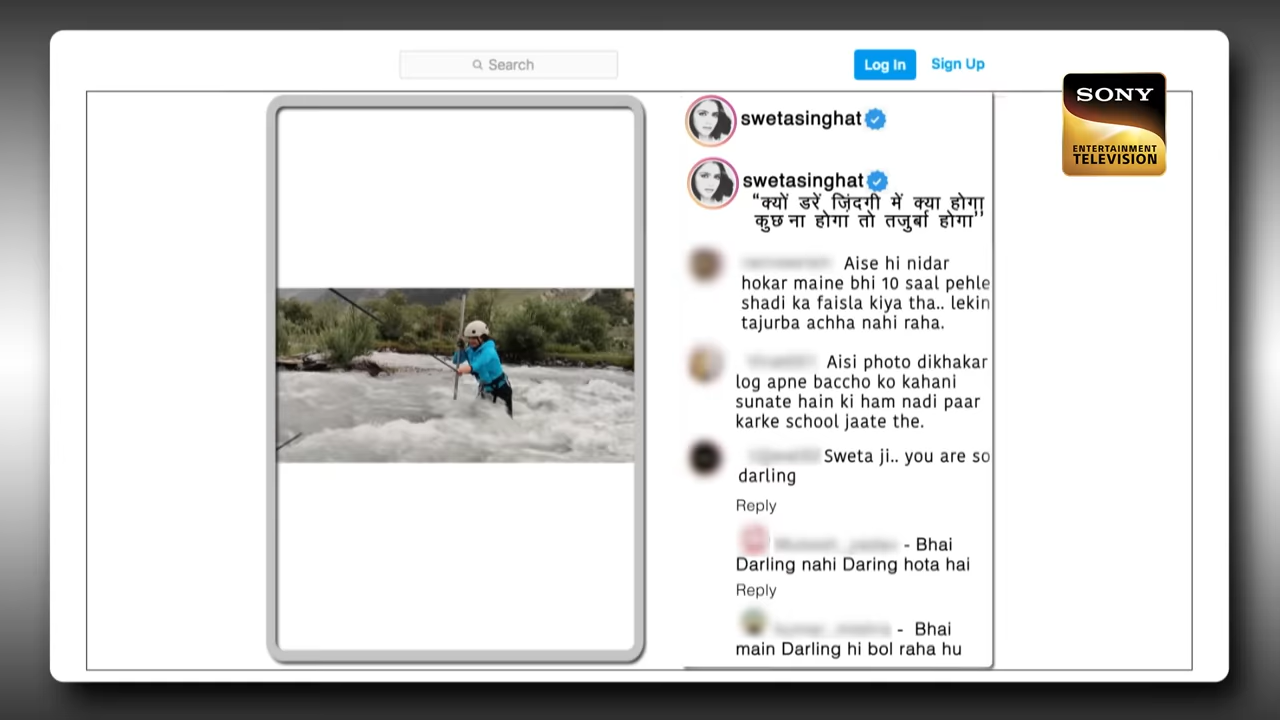 Search
Log In
Sign Up
SONY
ENTERTAINMENT
TELEVISION
swetasinghat
swetasinghat
“क्यों डरें ज़िंदगी में क्या होगा
कुछ ना होगा तो तजुर्बा होगा’’
Aise hi nidar
hokar maine bhi 10 saal pehle
shadi ka faisla kiya tha.. lekin
tajurba achha nahi raha.
Aisi photo dikhakar
log apne baccho ko kahani
sunate hain ki ham nadi paar
karke school jaate the.
Sweta ji.. you are so
darling
Reply
- Bhai
Darling nahi Daring hota hai
Reply
- Bhai
main Darling hi bol raha hu